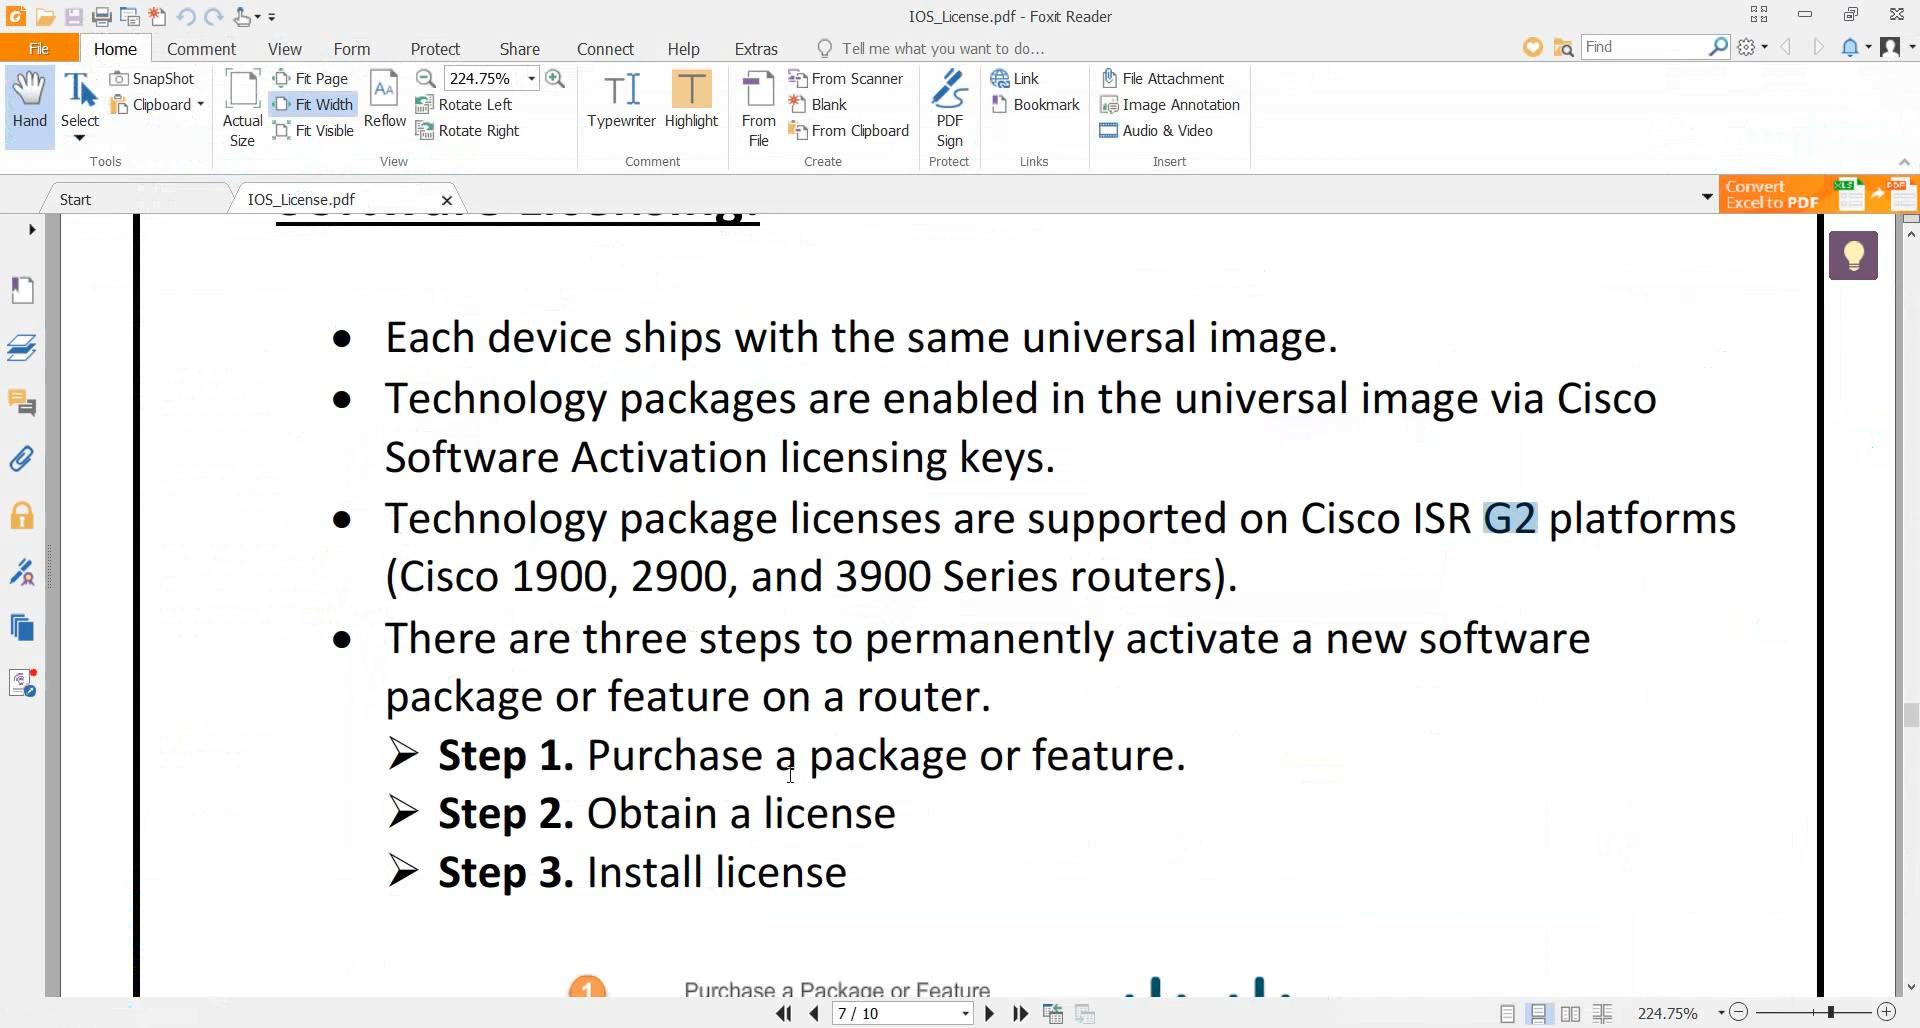 IOS_License.pdf - Foxit Reader
File Home Comment View Form Protect Share Connect Help Extras Tell me what you want to do... Find
Hand
Select
SnapShot
Clipboard
Tools
Actual Size
Fit Page
Fit Width
Fit Visible
Reflow
224.75%
Rotate Left
Rotate Right
View
Typewriter
Highlight
Comment
From File
From Scanner
Blank
From Clipboard
Create
PDF Sign
Protect
Link
Bookmark
Links
File Attachment
Image Annotation
Audio & Video
Insert
Start
IOS_License.pdf
Convert
Excel to PDF
XLS
PDF
Software Licensing:
• Each device ships with the same universal image.
• Technology packages are enabled in the universal image via Cisco
Software Activation licensing keys.
• Technology package licenses are supported on Cisco ISR G2 platforms
(Cisco 1900, 2900, and 3900 Series routers).
• There are three steps to permanently activate a new software
package or feature on a router.
➢ Step 1. Purchase a package or feature.
➢ Step 2. Obtain a license
➢ Step 3. Install license
1 Purchase a Package or Feature
7 / 10
224.75%